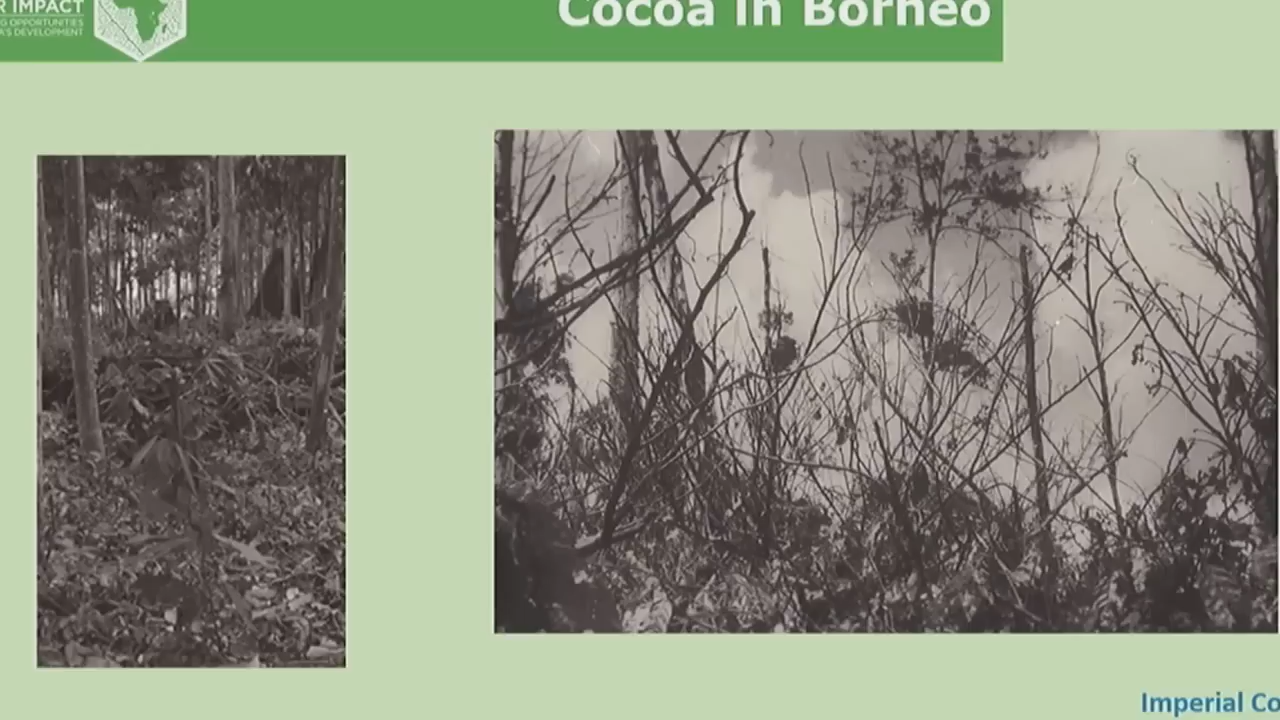 R IMPACT
G OPPORTUNITIES
A'S DEVELOPMENT
Cocoa in Borneo
Imperial Co